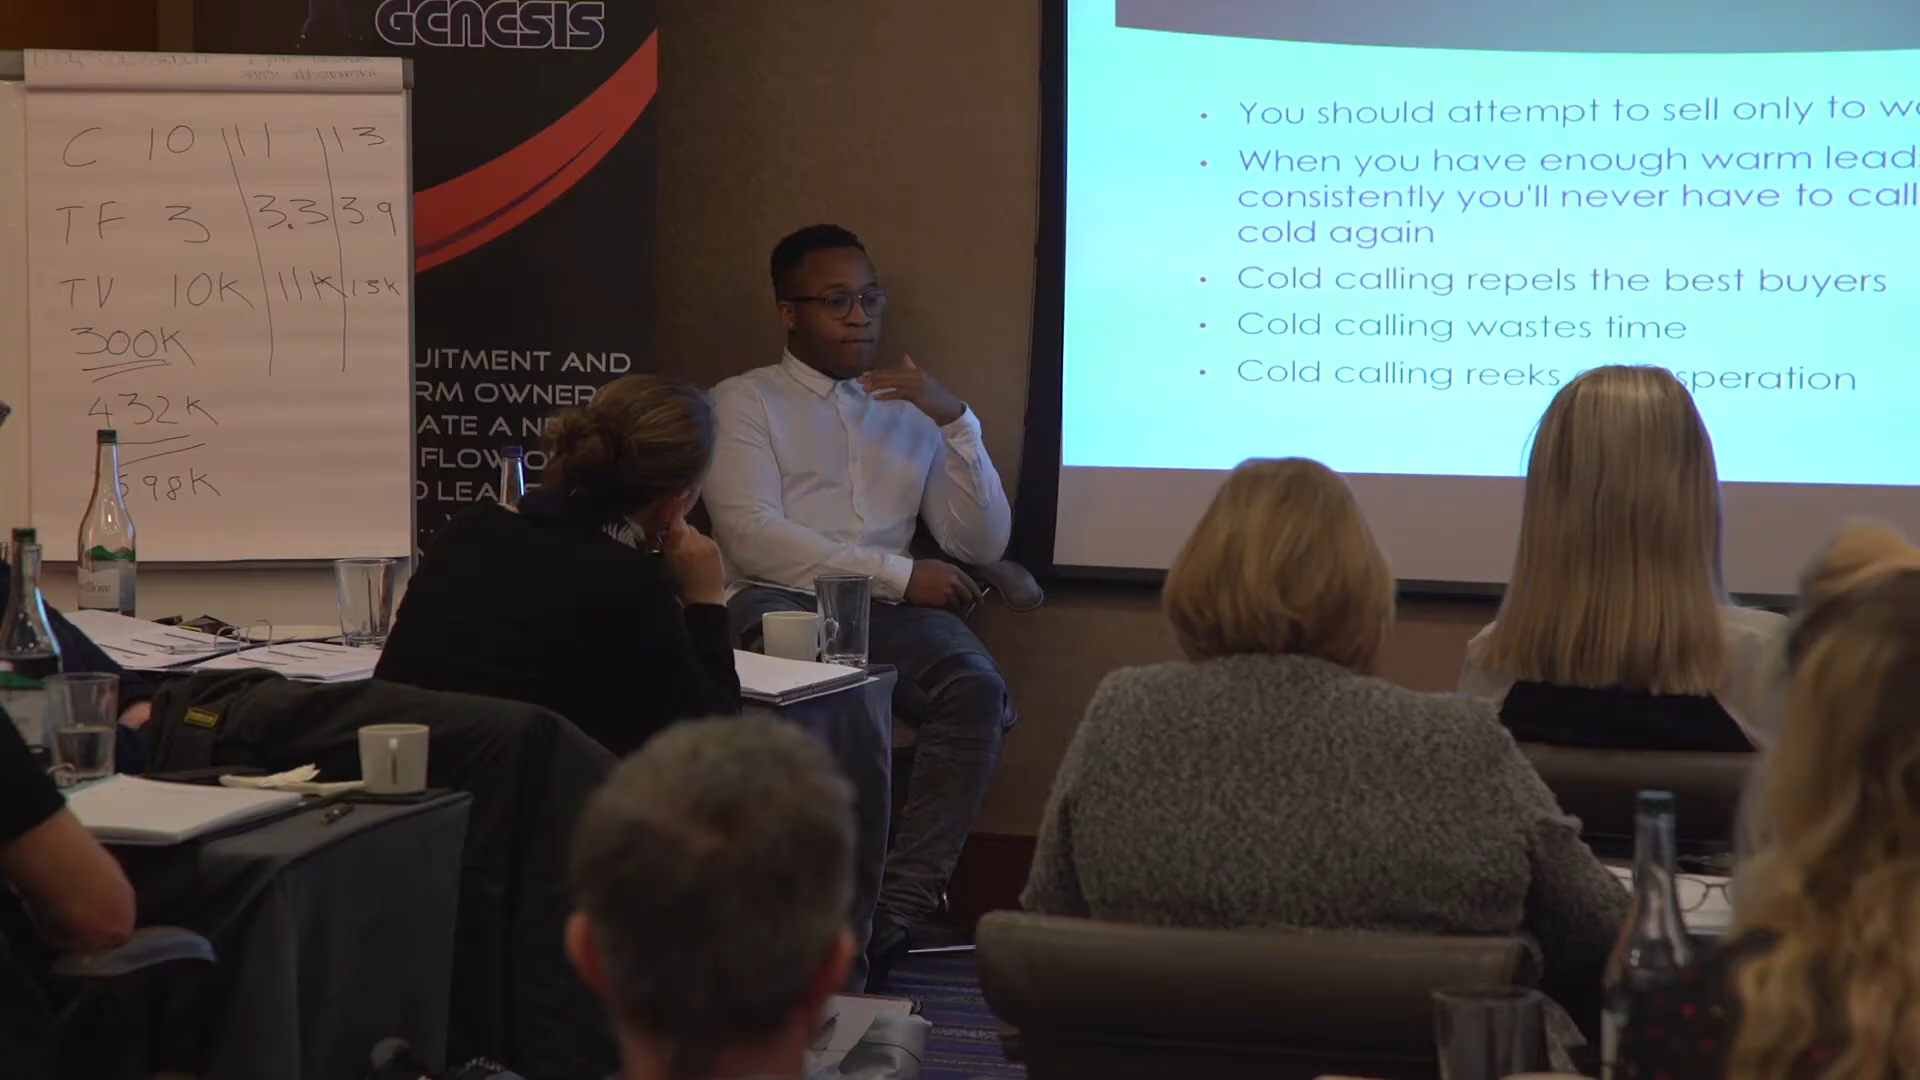 GENESIS
C 10 11 13
TF 3 3.3 3.9
TV 10K 11K 13K
300K
432K
598K
UITMENT AND
RM OWNER
ATE A NE
FLOW O
D LEA
You should attempt to sell only to
When you have enough warm lead
consistently you'll never have to call
cold again
Cold calling repels the best buyers
Cold calling wastes time
Cold calling reeks speration